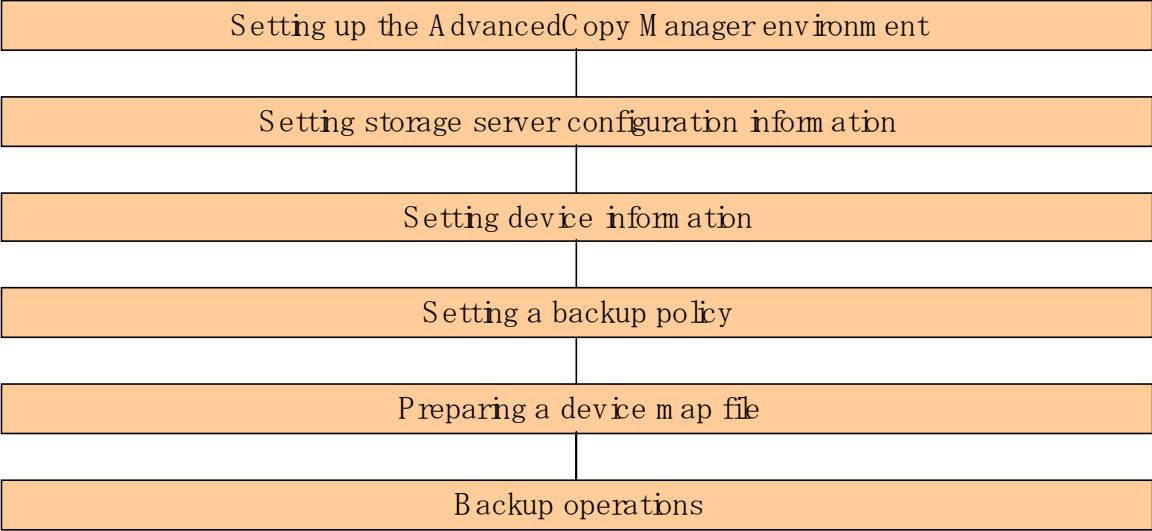 Setting up the AdvancedCopy Manager environment
Setting storage server configuration information
Setting device information
Setting a backup policy
Preparing a device map file
Backup operations